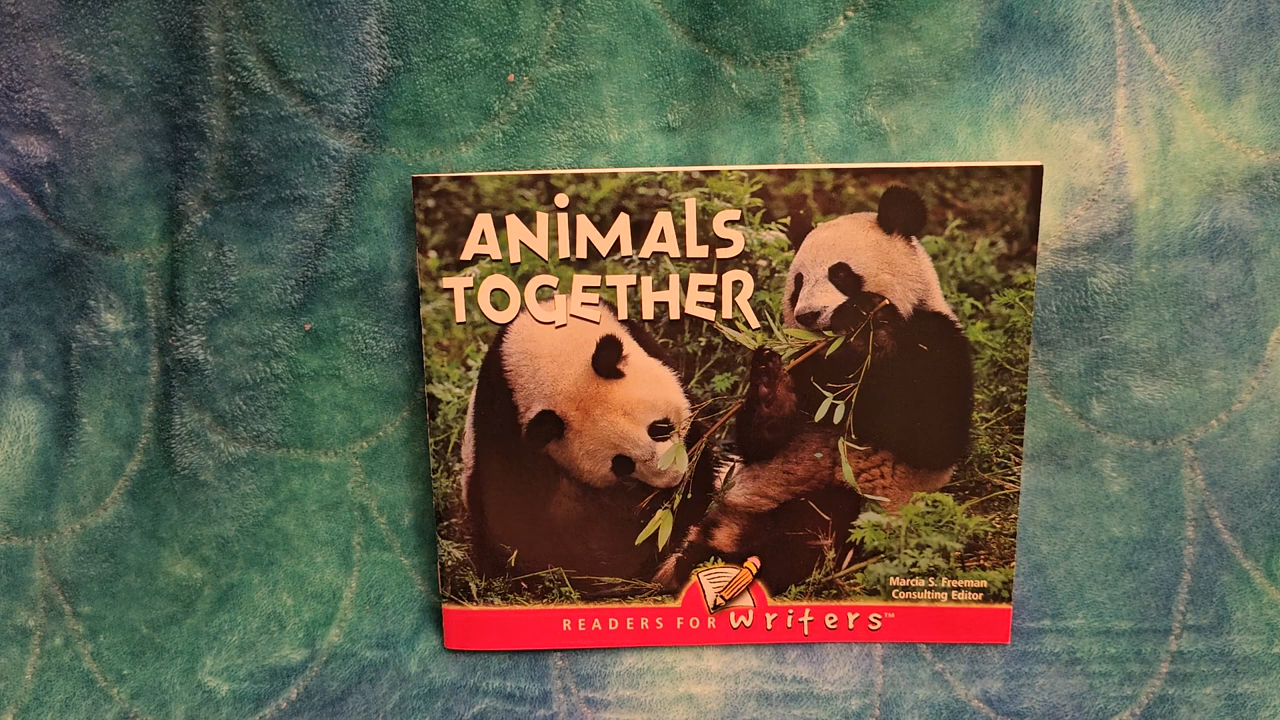 ANiMALS
TOGETHER
Marcia S. Freeman
Consulting Editor
READERS FOR Writers™